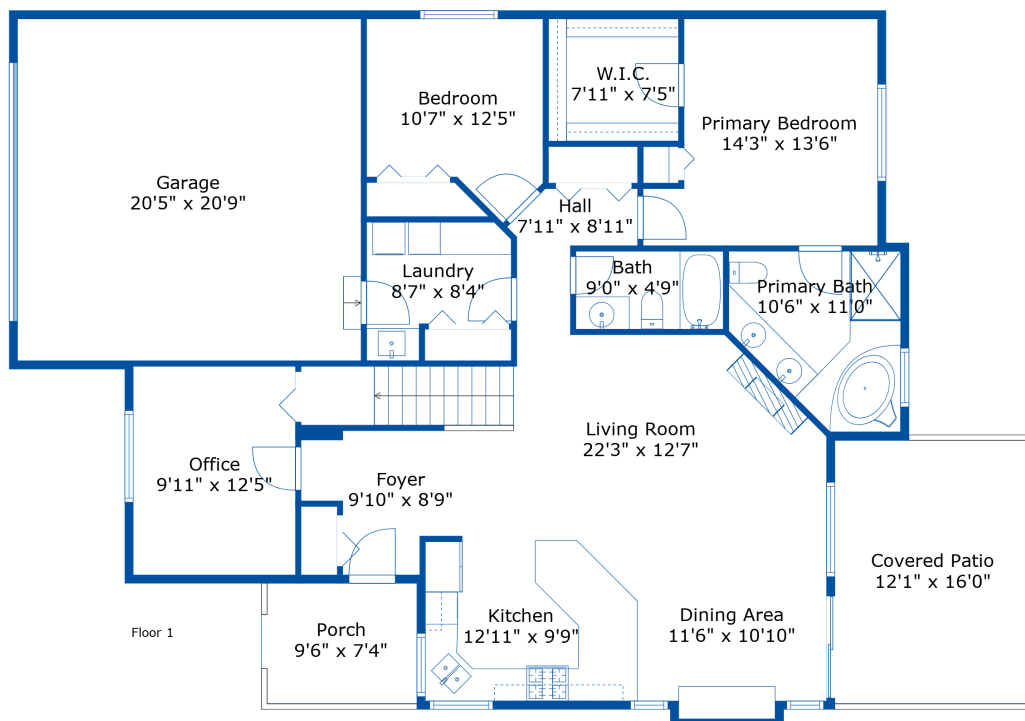 W.I.C.
7'11" x 7'5"
Bedroom
10'7" x 12'5"
Primary Bedroom
14'3" x 13'6"
Garage
20'5" x 20'9"
Hall
7'11" x 8'11"
Laundry
8'7" x 8'4"
Bath
9'0" x 4'9"
Primary Bath
10'6" x 11'0"
Living Room
22'3" x 12'7"
Office
9'11" x 12'5"
Foyer
9'10" x 8'9"
Covered Patio
12'1" x 16'0"
Kitchen
12'11" x 9'9"
Dining Area
11'6" x 10'10"
Floor 1
Porch
9'6" x 7'4"